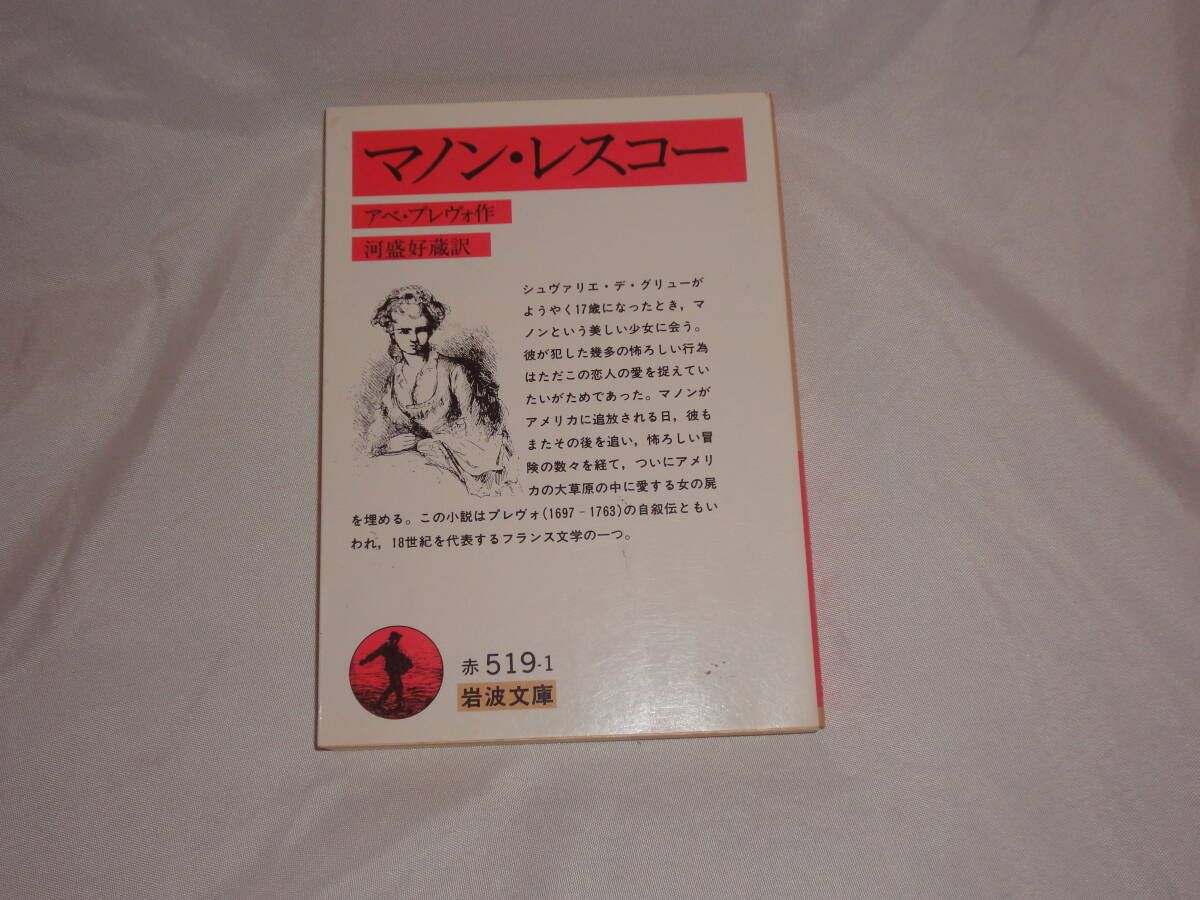 マノン・レスコー
アベ・プレヴォ作
河盛好蔵訳
シュヴァリエ・デ・グリューが
ようやく17歳になったとき，マ
ノンという美しい少女に会う。
彼が犯した幾多の怖ろしい行為
はただこの恋人の愛を捉えてい
たいがためであった。マノンが
アメリカに追放される日，彼も
またその後を追い，怖ろしい冒
険の数々を経て，ついにアメリ
カの大草原の中に愛する女の屍
を埋める。この小説はプレヴォ(1697‐1763)の自叙伝ともい
われ，18世紀を代表するフランス文学の一つ。
赤 519-1
岩波文庫